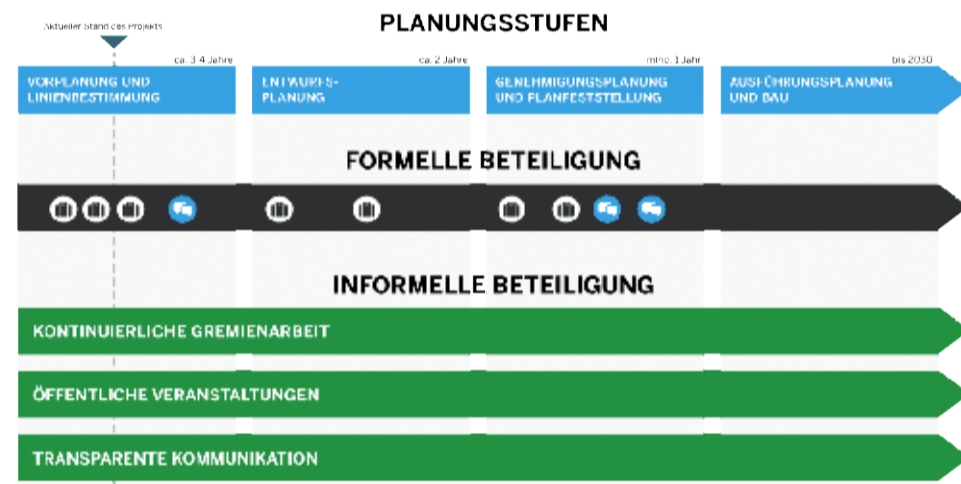 PLANUNGSSTUFEN
Aktueller Stand des Projekts
ca. 3-4 Jahre
ca. 2 Jahre
mind. 1 Jahr
bis 2030
VORPLANUNG UND
LINIENBESTIMMUNG
ENTWURFS-
PLANUNG
GENEHMIGUNGSPLANUNG
UND PLANFESTSTELLUNG
AUSFÜHRUNGSPLANUNG
UND BAU
FORMELLE BETEILIGUNG
INFORMELLE BETEILIGUNG
KONTINUIERLICHE GREMIENARBEIT
ÖFFENTLICHE VERANSTALTUNGEN
TRANSPARENTE KOMMUNIKATION